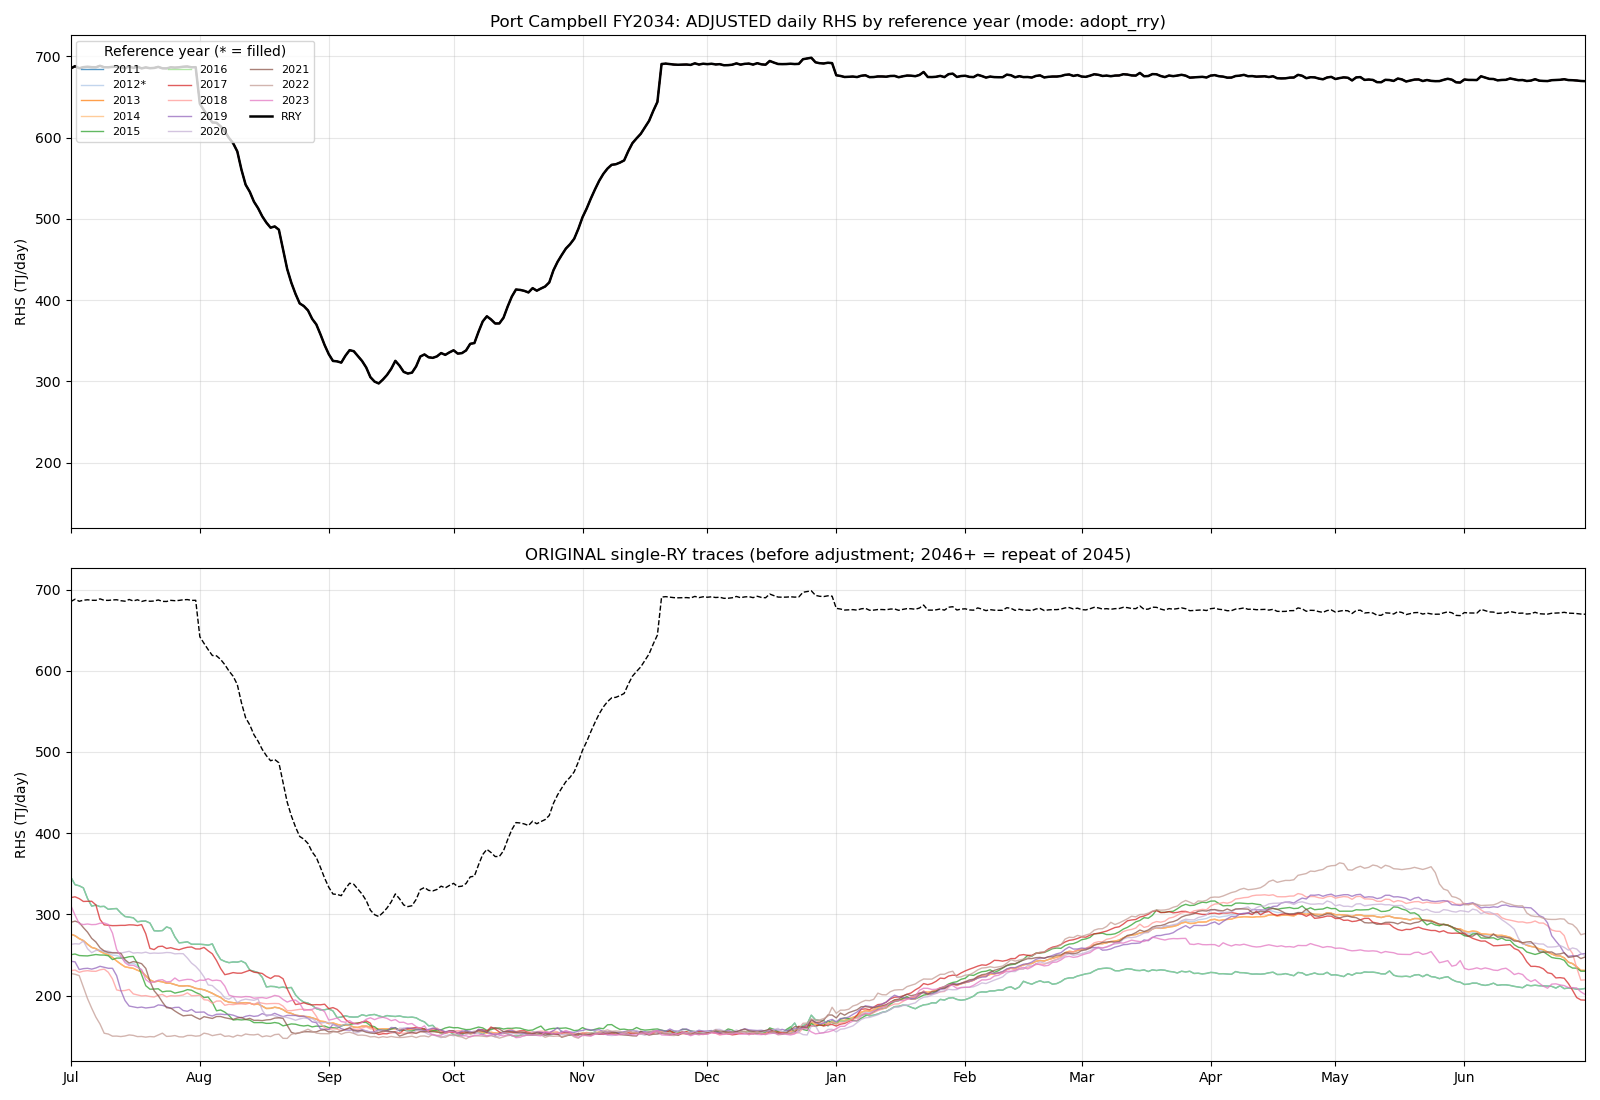 Port Campbell FY2034: ADJUSTED daily RHS by reference year (mode: adopt_rry)
Reference year (* = filled)
2011 2016 2021
2012* 2017 2022
2013 2018 2023
2014 2019 RRY
2015 2020
700
600
500
400
300
200
RHS (TJ/day)
ORIGINAL single-RY traces (before adjustment; 2046+ = repeat of 2045)
700
600
500
400
300
200
RHS (TJ/day)
Jul Aug Sep Oct Nov Dec Jan Feb Mar Apr May Jun